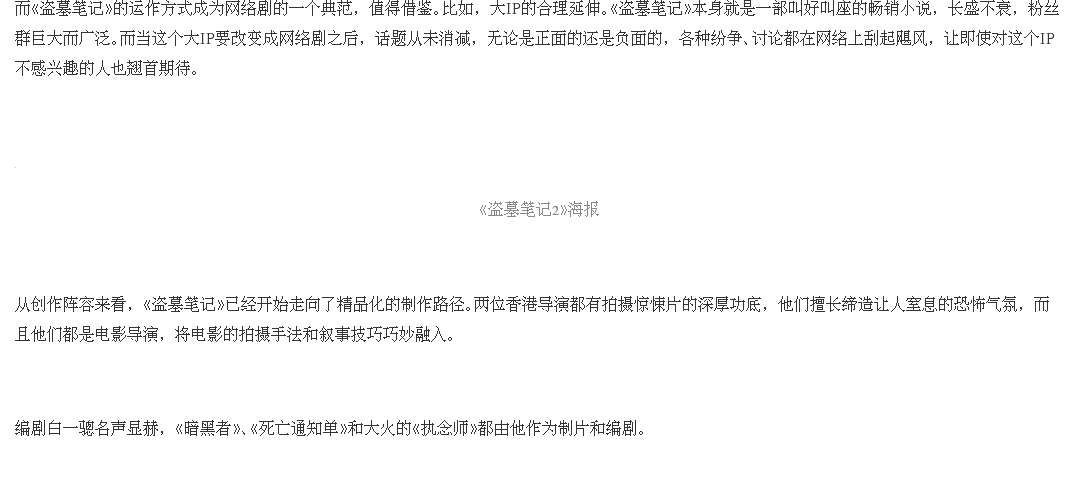 而《盗墓笔记》的运作方式成为网络剧的一个典范，值得借鉴。比如，大IP的合理延伸。《盗墓笔记》本身就是一部叫好叫座的畅销小说，长盛不衰，粉丝
群巨大而广泛。而当这个大IP要改变成网络剧之后，话题从未消减，无论是正面的还是负面的，各种纷争、讨论都在网络上刮起飓风，让即使对这个IP
不感兴趣的人也翘首期待。
《盗墓笔记2》海报
从创作阵容来看，《盗墓笔记》已经开始走向了精品化的制作路径。两位香港导演都有拍摄惊悚片的深厚功底，他们擅长缔造让人窒息的恐怖气氛，而
且他们都是电影导演，将电影的拍摄手法和叙事技巧巧妙融入。
编剧白一骢名声显赫，《暗黑者》、《死亡通知单》和大火的《执念师》都由他作为制片和编剧。